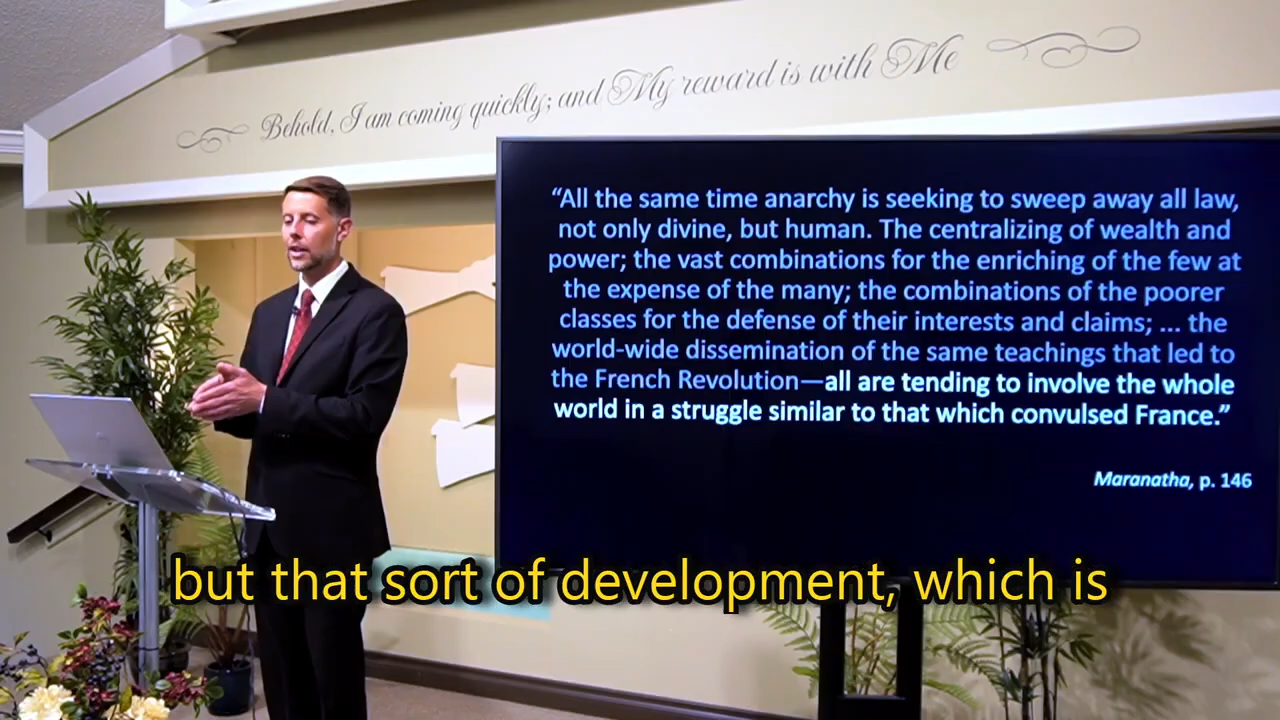 Behold, I am coming quickly; and My reward is with Me
“All the same time anarchy is seeking to sweep away all law,
not only divine, but human. The centralizing of wealth and
power; the vast combinations for the enriching of the few at
the expense of the many; the combinations of the poorer
classes for the defense of their interests and claims; ... the
world-wide dissemination of the same teachings that led to
the French Revolution—all are tending to involve the whole
world in a struggle similar to that which convulsed France.”
Maranatha, p. 146
but that sort of development, which is